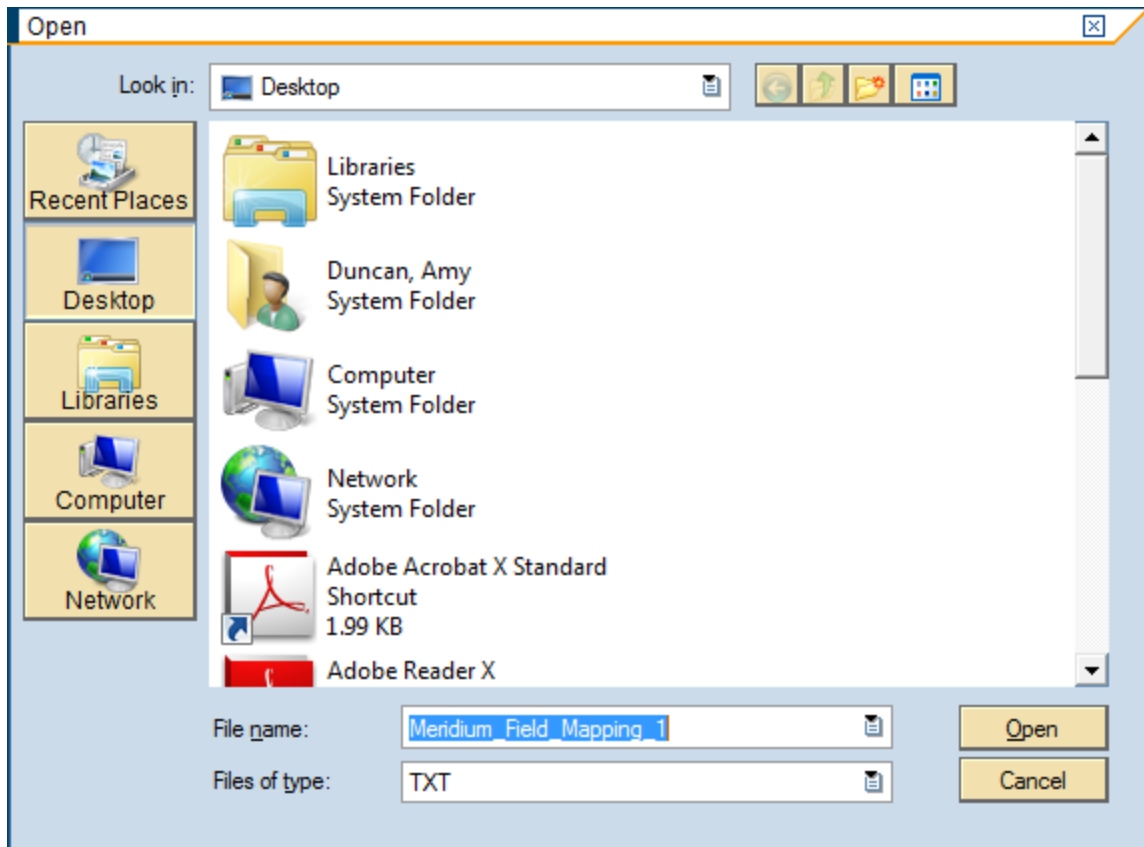 Open
Look in:
Desktop
Recent Places
Desktop
Libraries
Computer
Network
Libraries
System Folder
Duncan, Amy
System Folder
Computer
System Folder
Network
System Folder
Adobe Acrobat X Standard
Shortcut
1.99 KB
Adobe Reader X
File name:
Meridium_Field_Mapping_1
Open
Files of type:
TXT
Cancel